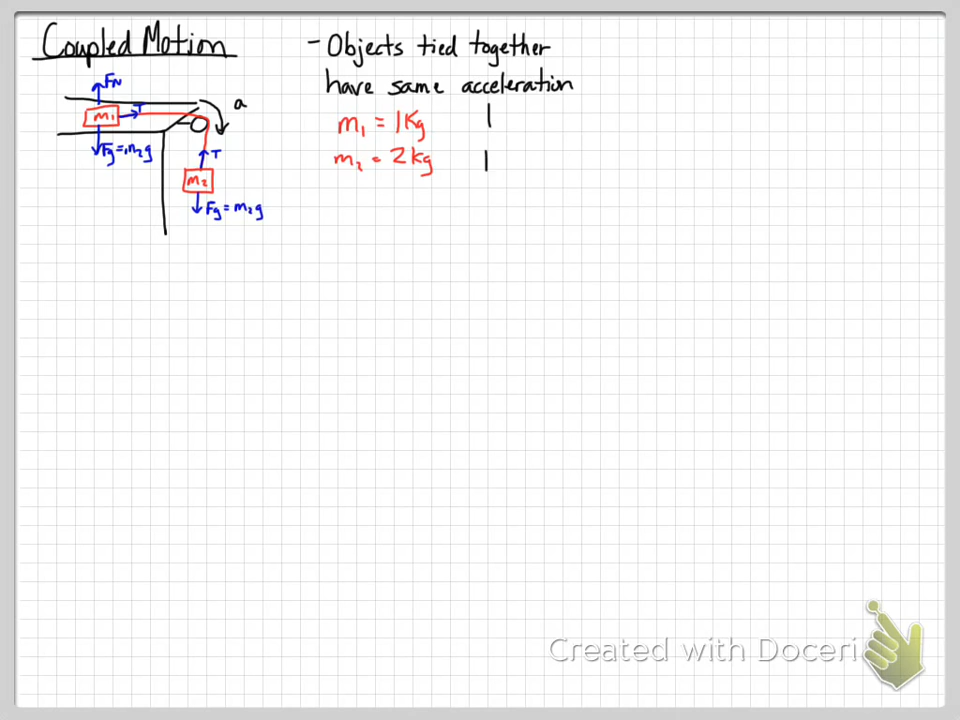 Coupled Motion
- Objects tied together
have same acceleration
m₁ = 1Kg |
m₂ = 2Kg |
FN
a
m₁ T
Fg=m₂g
T
m₂
Fg = m₂g
Created with Doceri